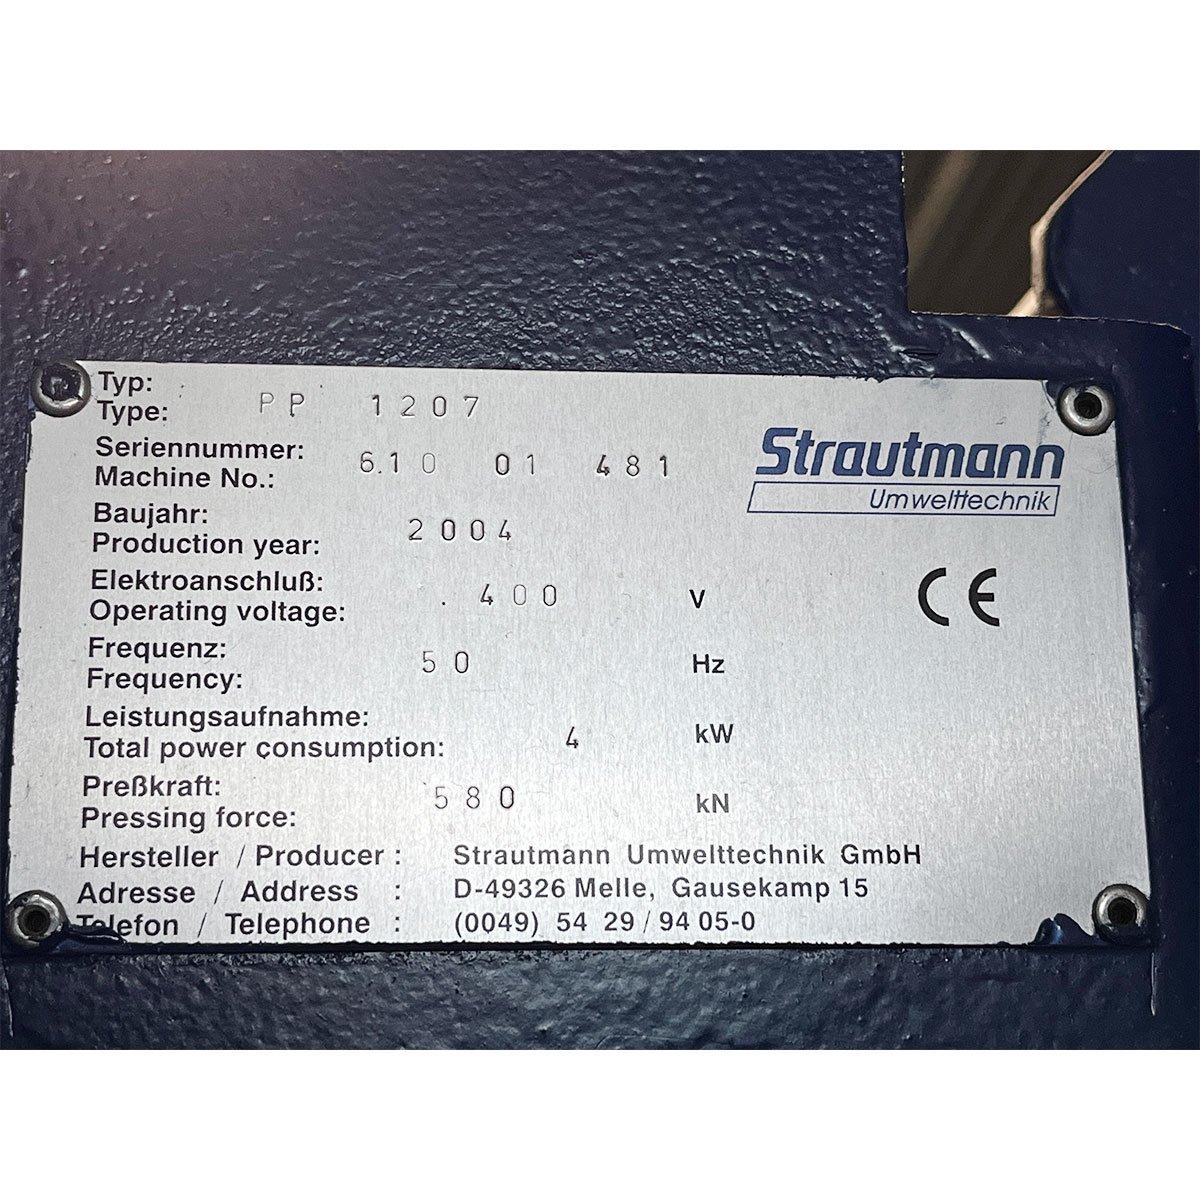 Typ:
Type: PP 1207
Seriennummer:
Machine No.: 6.10 01 481
Strautmann
Umwelttechnik
Baujahr:
Production year: 2004
Elektroanschluß:
Operating voltage: . 400 V
CE
Frequenz:
Frequency: 50 Hz
Leistungsaufnahme:
Total power consumption: 4 kW
Preßkraft:
Pressing force: 580 kN
Hersteller / Producer : Strautmann Umwelttechnik GmbH
Adresse / Address : D-49326 Melle, Gausekamp 15
Telefon / Telephone : (0049) 54 29 / 94 05-0